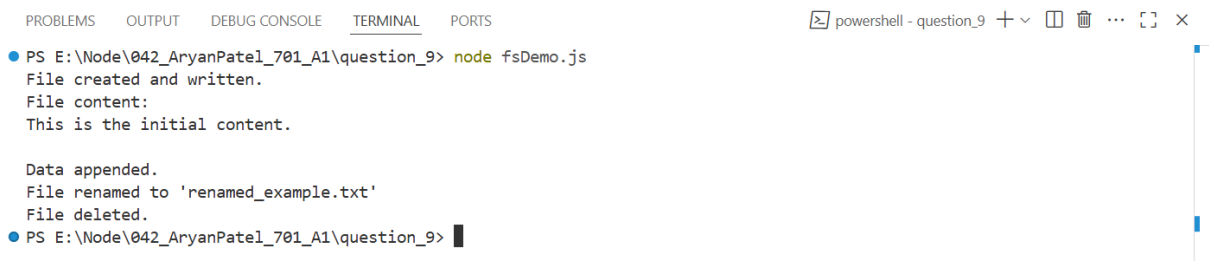 PROBLEMS OUTPUT DEBUG CONSOLE TERMINAL PORTS powershell - question_9
PS E:\Node\042_AryanPatel_701_A1\question_9> node fsDemo.js
File created and written.
File content:
This is the initial content.
Data appended.
File renamed to 'renamed_example.txt'
File deleted.
PS E:\Node\042_AryanPatel_701_A1\question_9>